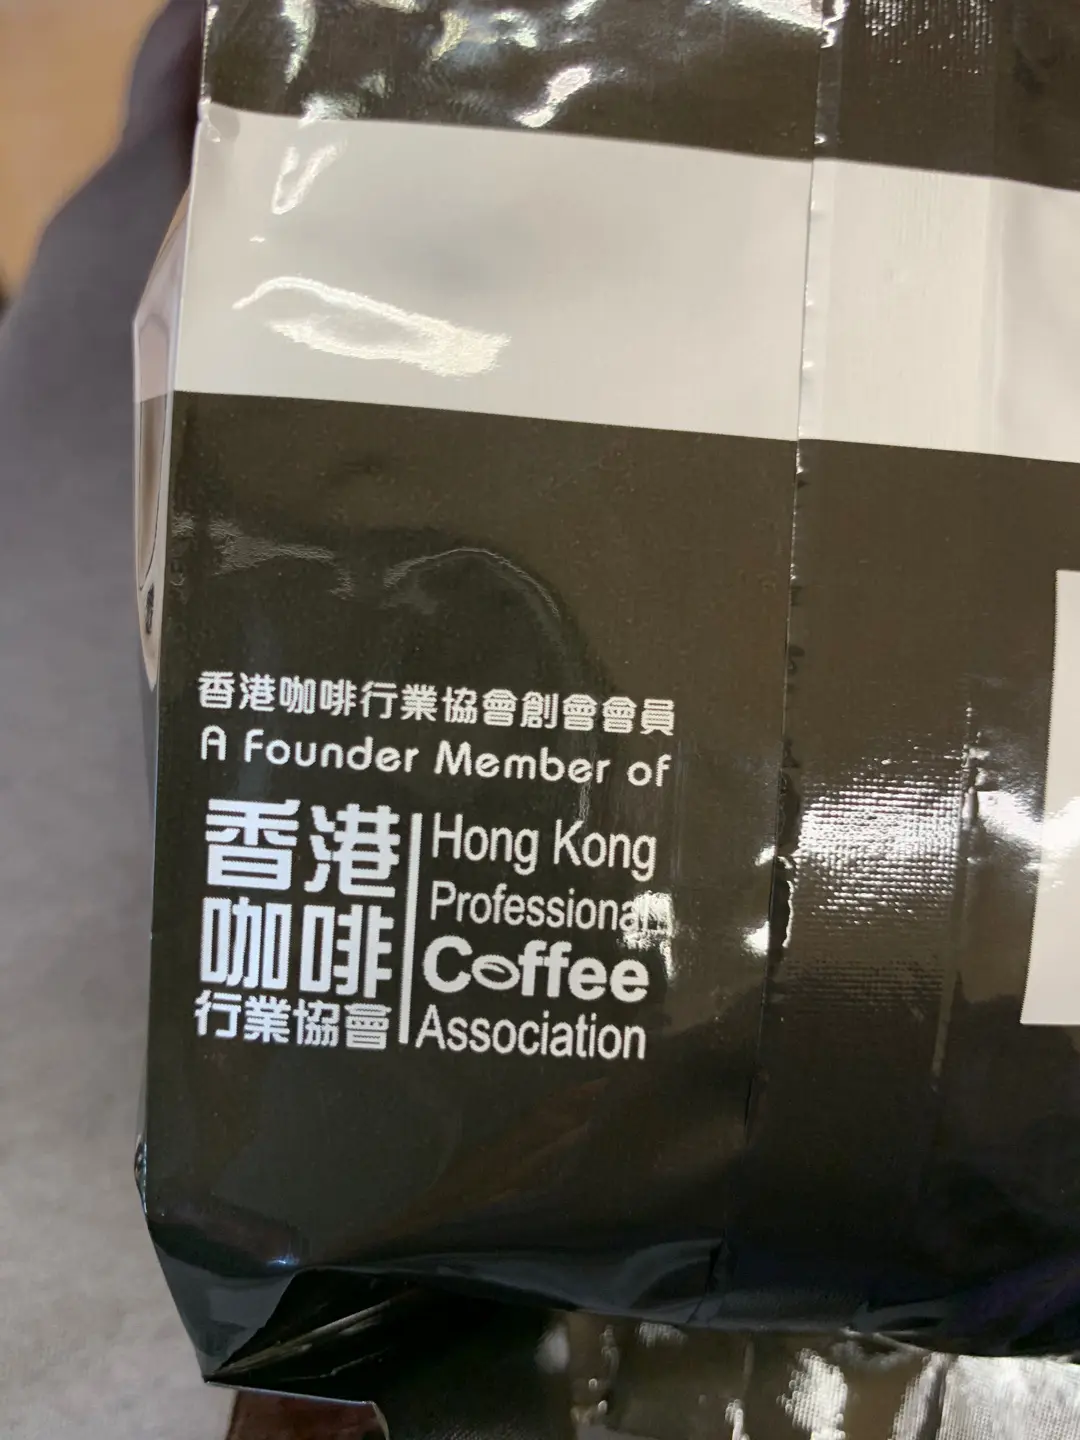 香港咖啡行業協會創會會員
A Founder Member of
香港
咖啡
行業協會
Hong Kong
Professional
Coffee
Association